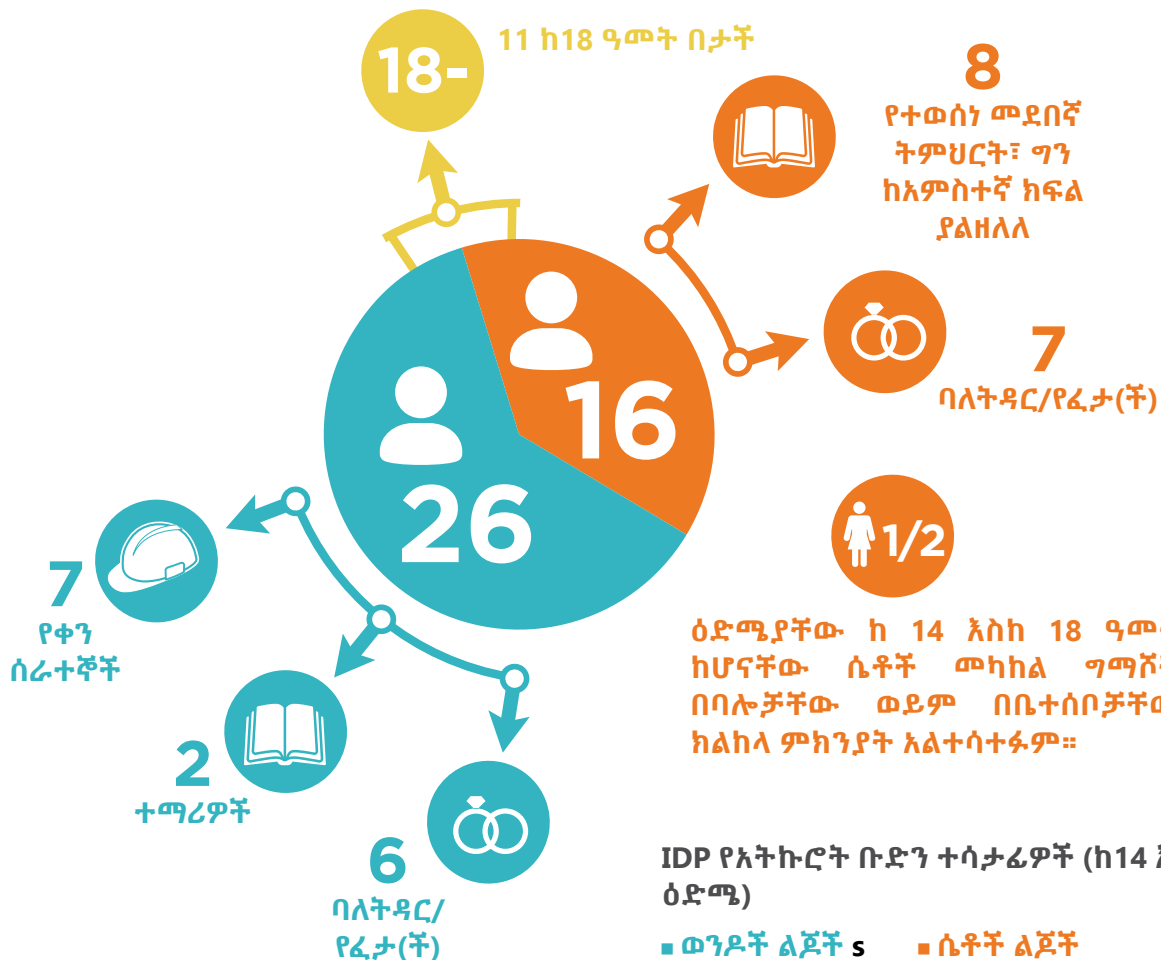 18-
11 ከ18 ዓመት በታች
8
የተወሰነ መደበኛ
ትምህርት፣ ግን
ከአምስተኛ ክፍል
ያልዘለለ
7
ባለትዳር/የፈታ(ች)
16
26
7
የቀን
ሰራተኞች
2
ተማሪዎች
6
ባለትዳር/
የፈታ(ች)
1/2
ዕድሜያቸው ከ 14 እስከ 18
ከሆናቸው ሴቶች መካከል
በባሎቻቸው ወይም
ክልከላ ምክንያት አልተሳተፉም።
IDP የአትኩሮት ቡድን ተሳታፊዎች (ከ14
ዕድሜ)
ወንዶች ልጆች s
ሴቶች ልጆች